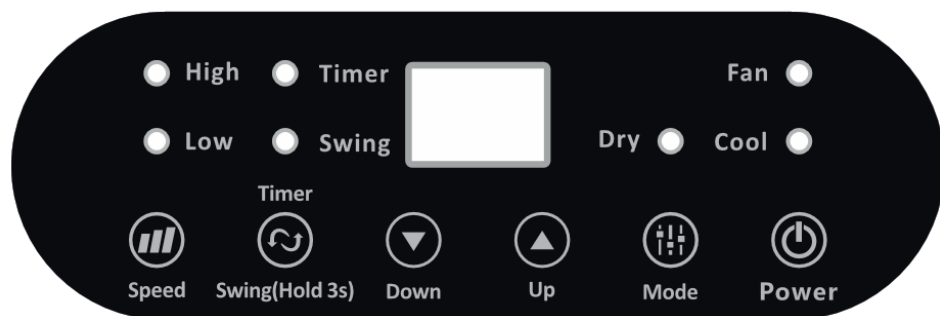 High Timer Fan
Low Swing Dry Cool
Timer
Speed Swing(Hold 3s) Down Up Mode Power